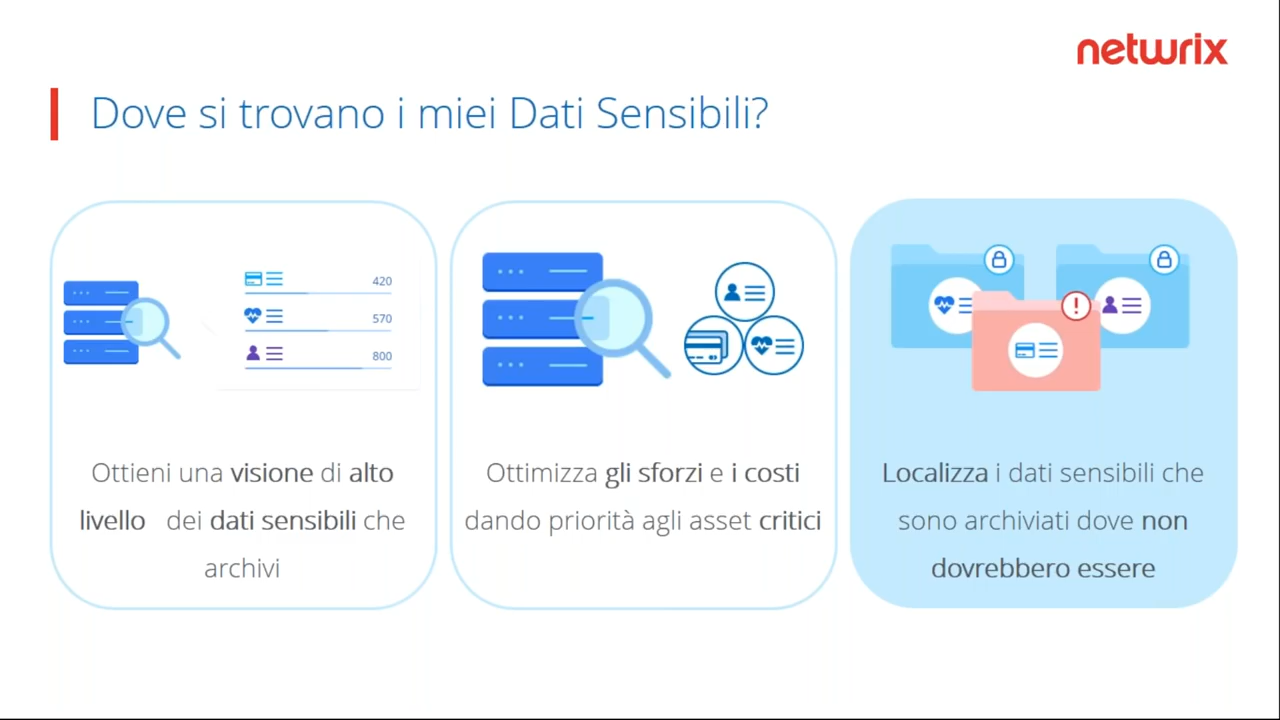 netwrix
Dove si trovano i miei Dati Sensibili?
420
570
800
Ottieni una visione di alto
livello dei dati sensibili che
archivi
Ottimizza gli sforzi e i costi
dando priorità agli asset critici
Localizza i dati sensibili che
sono archiviati dove non
dovrebbero essere